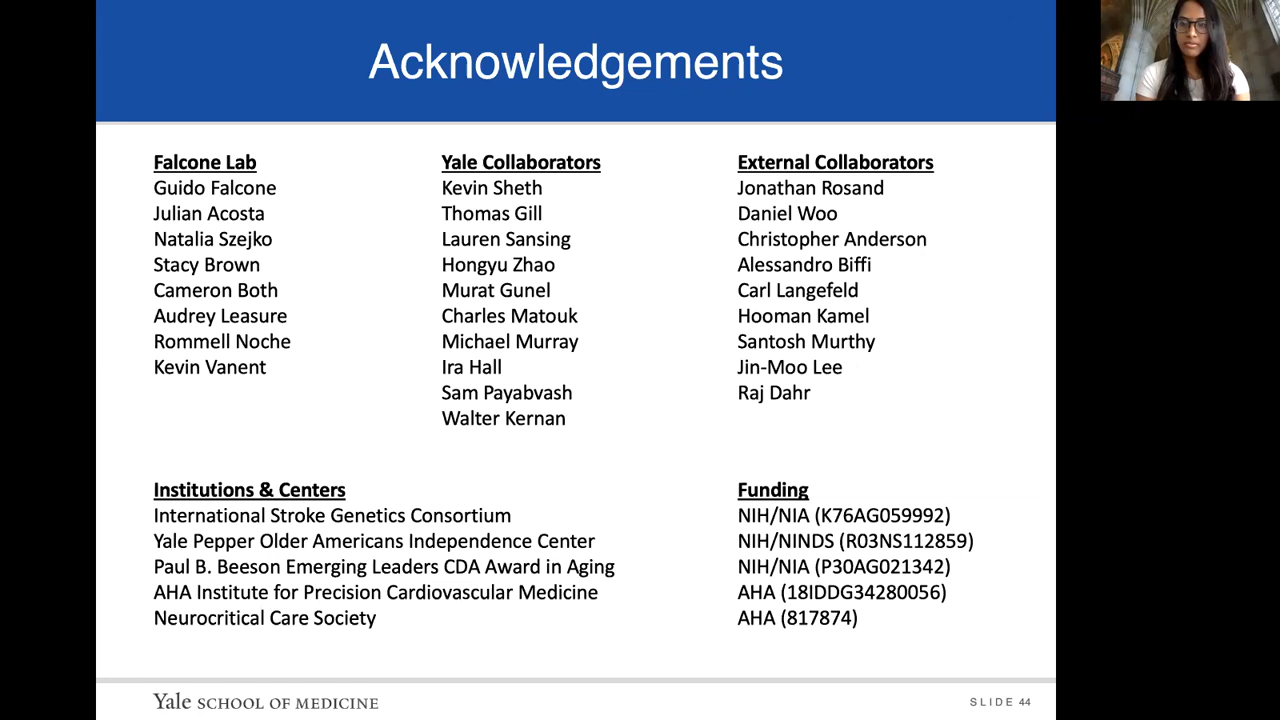 Acknowledgements
Falcone Lab
Guido Falcone
Julian Acosta
Natalia Szejko
Stacy Brown
Cameron Both
Audrey Leasure
Rommell Noche
Kevin Vanent
Yale Collaborators
Kevin Sheth
Thomas Gill
Lauren Sansing
Hongyu Zhao
Murat Gunel
Charles Matouk
Michael Murray
Ira Hall
Sam Payabvash
Walter Kernan
External Collaborators
Jonathan Rosand
Daniel Woo
Christopher Anderson
Alessandro Biffi
Carl Langefeld
Hooman Kamel
Santosh Murthy
Jin-Moo Lee
Raj Dahr
Institutions & Centers
International Stroke Genetics Consortium
Yale Pepper Older Americans Independence Center
Paul B. Beeson Emerging Leaders CDA Award in Aging
AHA Institute for Precision Cardiovascular Medicine
Neurocritical Care Society
Funding
NIH/NIA (K76AG059992)
NIH/NINDS (R03NS112859)
NIH/NIA (P30AG021342)
AHA (18IDDG34280056)
AHA (817874)
Yale SCHOOL OF MEDICINE
SLIDE 44